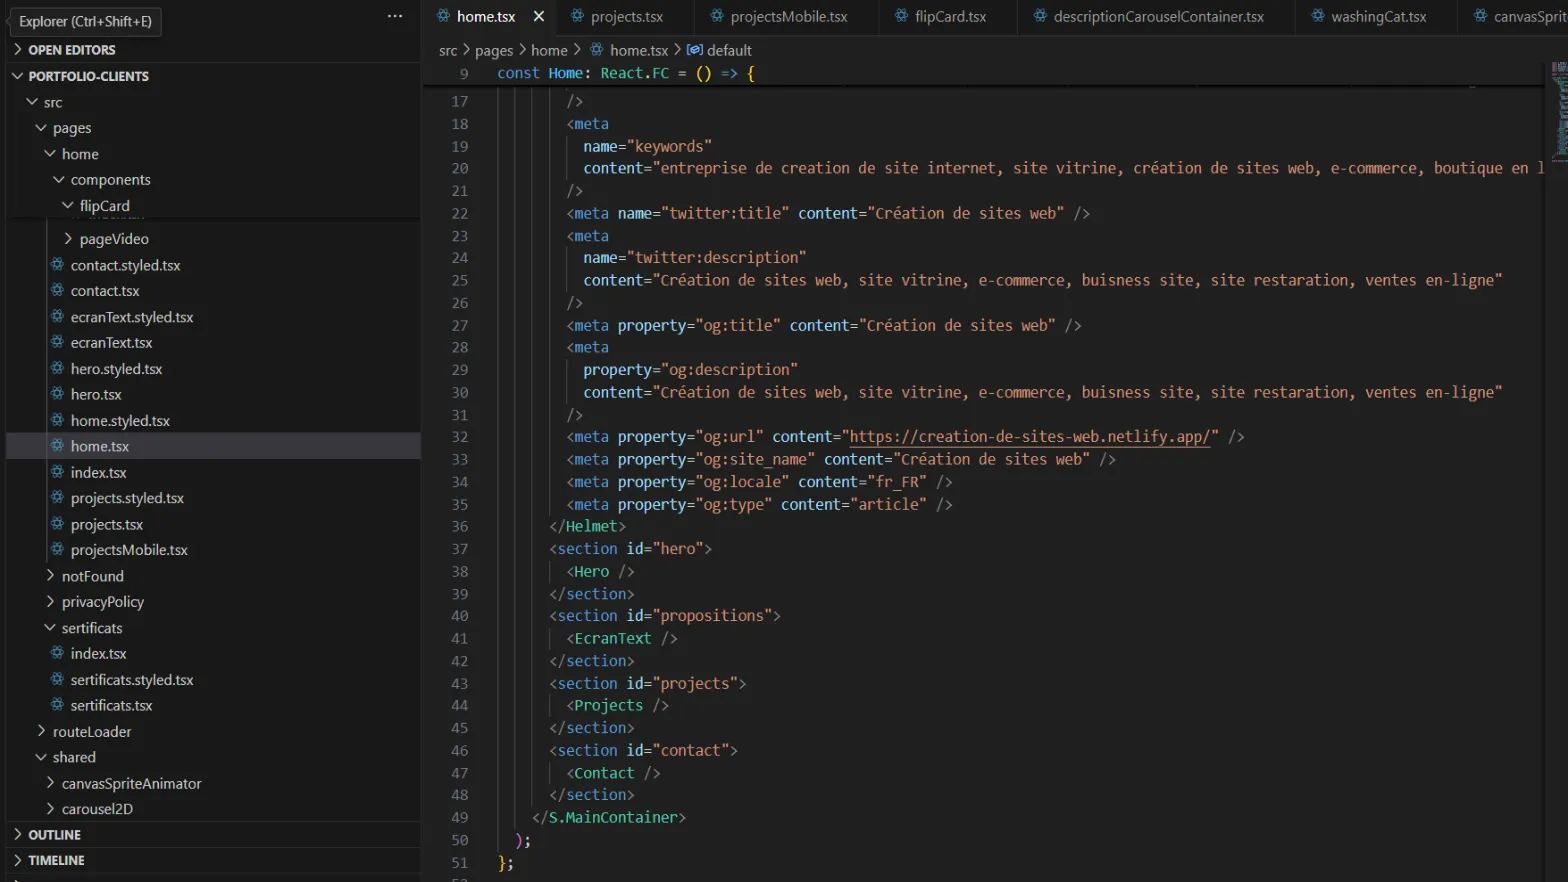 Explorer (Ctrl+Shift+E)
OPEN EDITORS
PORTFOLIO-CLIENTS
src
pages
home
components
flipCard
pageVideo
contact.styled.tsx
contact.tsx
ecranText.styled.tsx
ecranText.tsx
hero.styled.tsx
hero.tsx
home.styled.tsx
home.tsx
index.tsx
projects.styled.tsx
projects.tsx
projectsMobile.tsx
notFound
privacyPolicy
sertificats
index.tsx
sertificats.styled.tsx
sertificats.tsx
routeLoader
shared
canvasSpriteAnimator
carousel2D
OUTLINE
TIMELINE
home.tsx projects.tsx projectsMobile.tsx flipCard.tsx descriptionCarouselContainer.tsx washingCat.tsx canvasSprit
src > pages > home > home.tsx > default
9 const Home: React.FC = () => {
17 />
18 <meta
19 name="keywords"
20 content="entreprise de creation de site internet, site vitrine, création de sites web, e-commerce, boutique en l
21 />
22 <meta name="twitter:title" content="Création de sites web" />
23 <meta
24 name="twitter:description"
25 content="Création de sites web, site vitrine, e-commerce, buisness site, site restaration, ventes en-ligne"
26 />
27 <meta property="og:title" content="Création de sites web" />
28 <meta
29 property="og:description"
30 content="Création de sites web, site vitrine, e-commerce, buisness site, site restaration, ventes en-ligne"
31 />
32 <meta property="og:url" content="https://creation-de-sites-web.netlify.app/" />
33 <meta property="og:site_name" content="Création de sites web" />
34 <meta property="og:locale" content="fr_FR" />
35 <meta property="og:type" content="article" />
36 </Helmet>
37 <section id="hero">
38 <Hero />
39 </section>
40 <section id="propositions">
41 <EcranText />
42 </section>
43 <section id="projects">
44 <Projects />
45 </section>
46 <section id="contact">
47 <Contact />
48 </section>
49 </S.MainContainer>
50 );
51 };